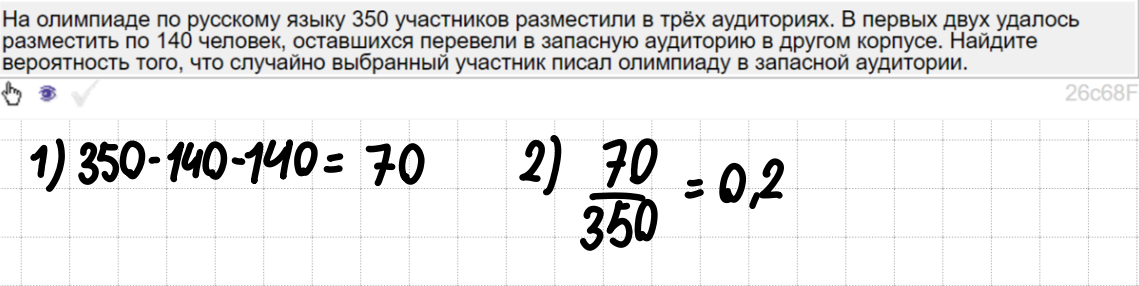 На олимпиаде по русскому языку 350 участников разместили в трёх аудиториях. В первых двух удалось
разместить по 140 человек, оставшихся перевели в запасную аудиторию в другом корпусе. Найдите
вероятность того, что случайно выбранный участник писал олимпиаду в запасной аудитории.
26c68F
1) 350-140-140= 70 2) 70/350 = 0,2